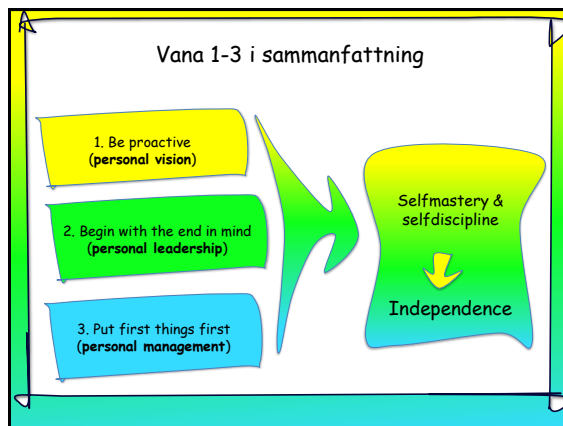 Vana 1-3 i sammanfattning
1. Be proactive
(personal vision)
2. Begin with the end in mind
(personal leadership)
3. Put first things first
(personal management)
Selfmastery &
selfdiscipline
Independence